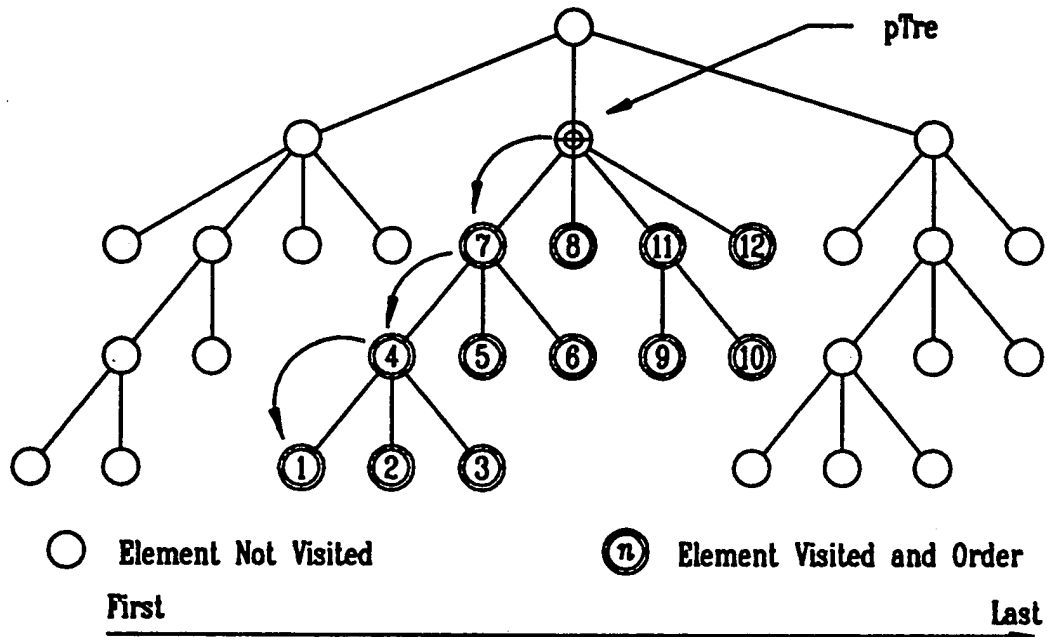 pTre
7 8 11 12
4 5 6 9 10
1 2 3
Element Not Visited
n Element Visited and Order
First Last